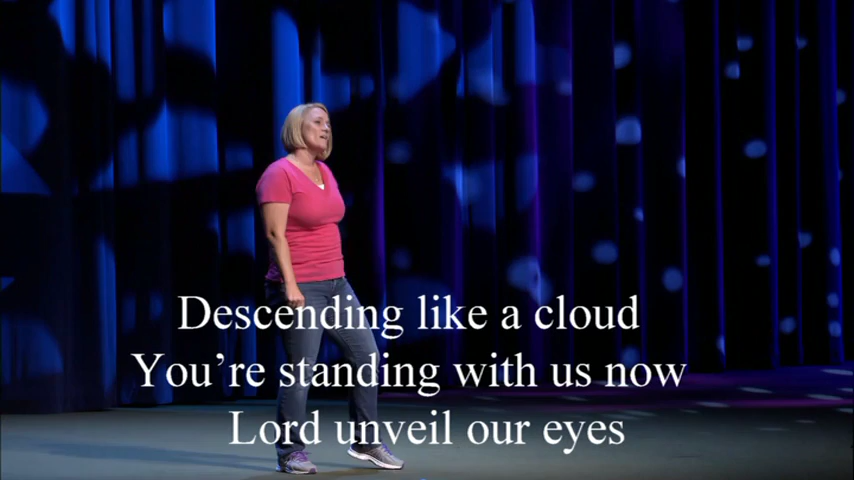 Descending like a cloud
You’re standing with us now
Lord unveil our eyes